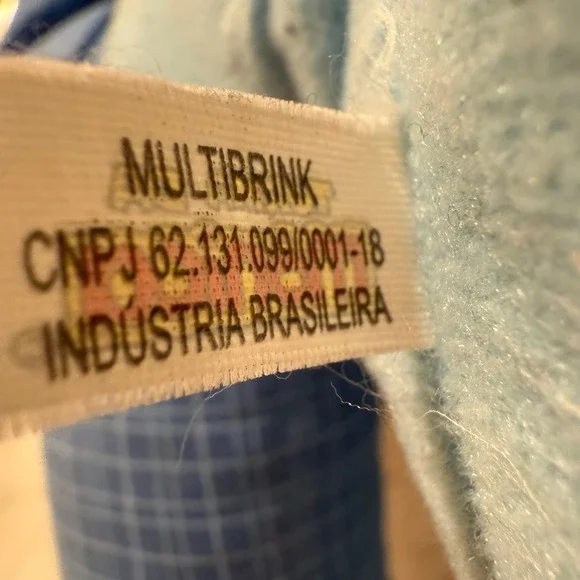 MULTIBRINK
CNPJ 62.131.099/0001-18
INDÚSTRIA BRASILEIRA